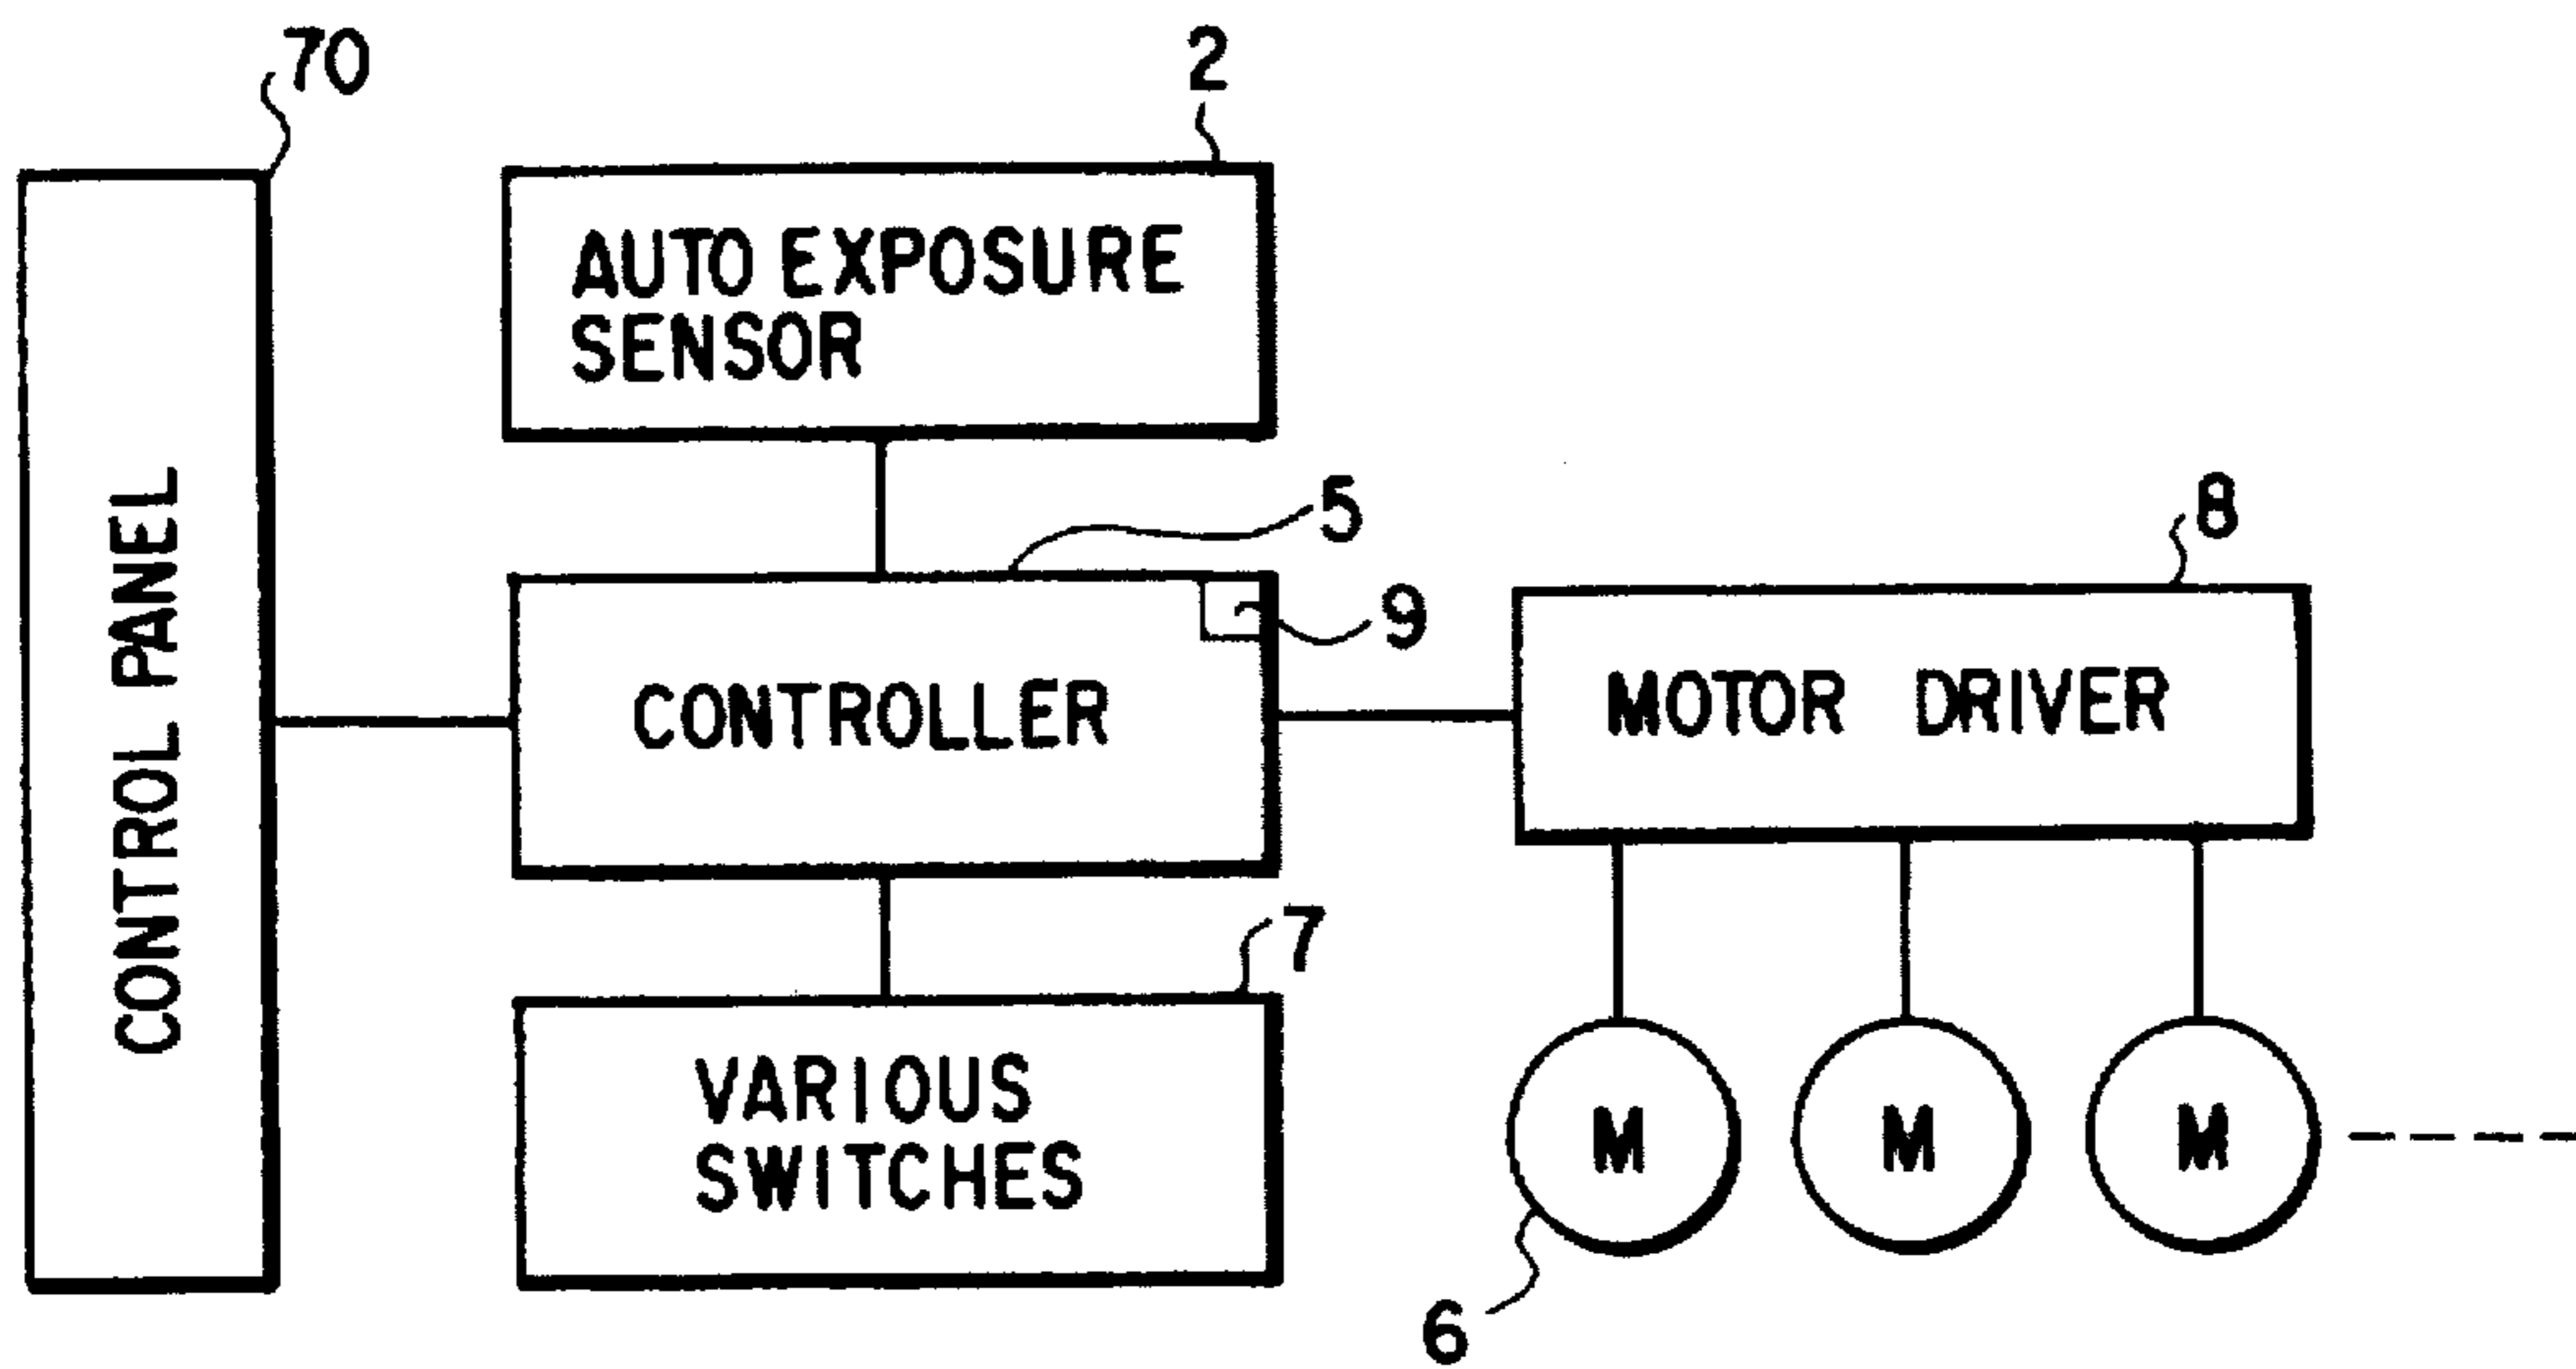 70
2
AUTO EXPOSURE
SENSOR
CONTROL PANEL
5
9
8
CONTROLLER
MOTOR DRIVER
7
VARIOUS
SWITCHES
M
M
M
6